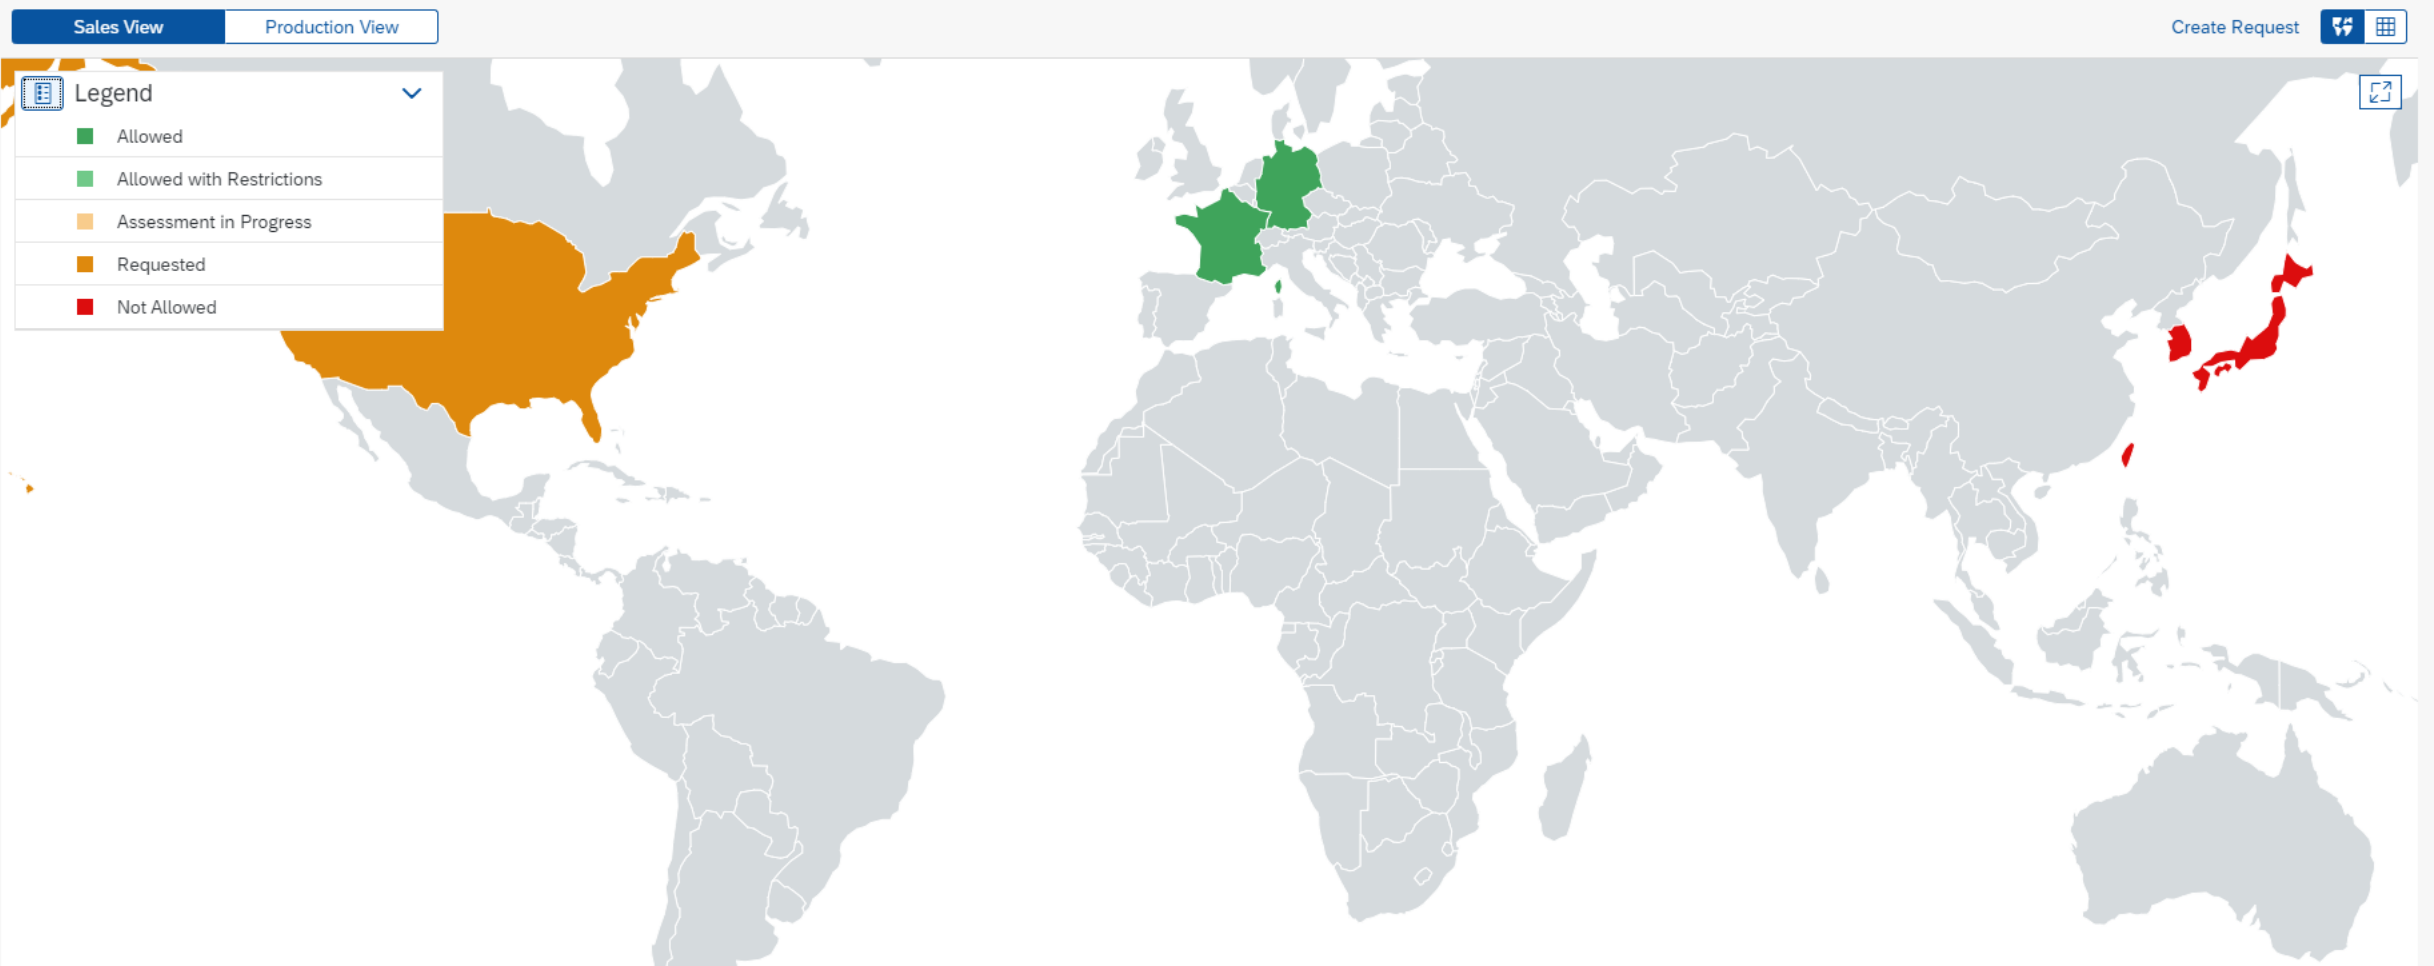 Sales View
Production View
Create Request
Legend
Allowed
Allowed with Restrictions
Assessment in Progress
Requested
Not Allowed